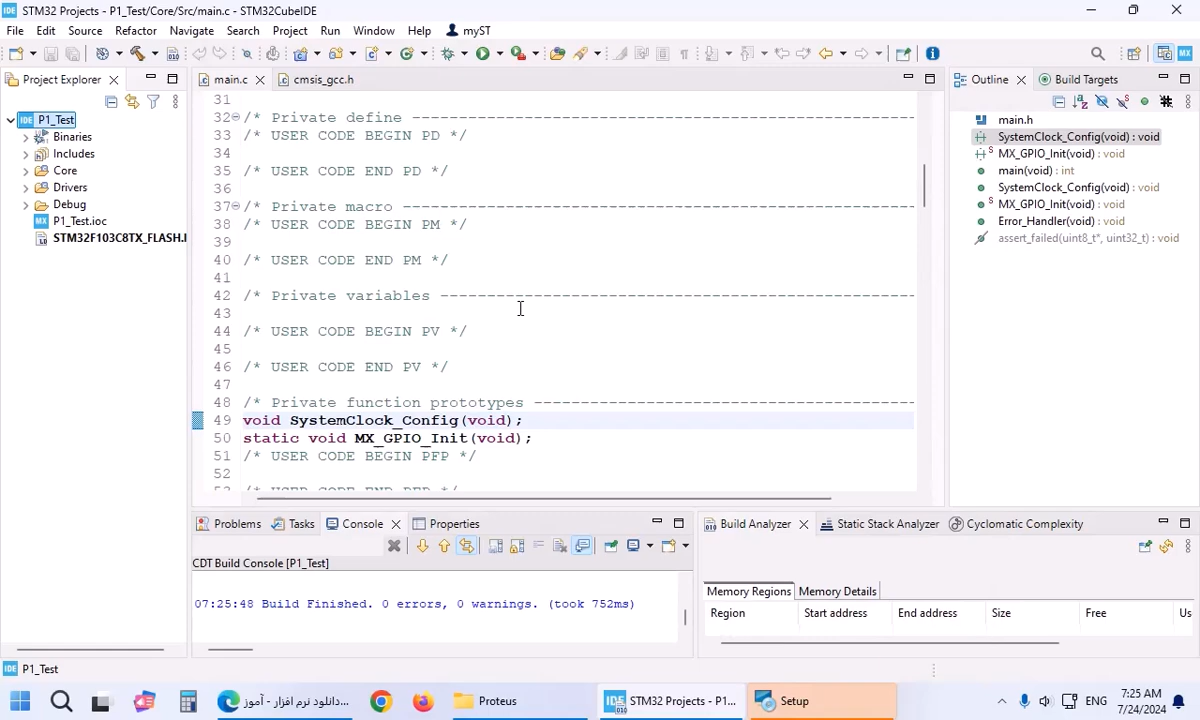 STM32 Projects - P1_Test/Core/Src/main.c - STM32CubeIDE
File Edit Source Refactor Navigate Search Project Run Window Help myST
Project Explorer
main.c
cmsis_gcc.h
Outline
Build Targets
P1_Test
Binaries
Includes
Core
Drivers
Debug
P1_Test.ioc
STM32F103C8TX_FLASH.l
31
32 /* Private define ------------------------------------------------------
33 /* USER CODE BEGIN PD */
34
35 /* USER CODE END PD */
36
37 /* Private macro -------------------------------------------------------
38 /* USER CODE BEGIN PM */
39
40 /* USER CODE END PM */
41
42 /* Private variables ---------------------------------------------------
43
44 /* USER CODE BEGIN PV */
45
46 /* USER CODE END PV */
47
48 /* Private function prototypes -----------------------------------------
49 void SystemClock_Config(void);
50 static void MX_GPIO_Init(void);
51 /* USER CODE BEGIN PFP */
52
main.h
SystemClock_Config(void) : void
MX_GPIO_Init(void) : void
main(void) : int
SystemClock_Config(void) : void
MX_GPIO_Init(void) : void
Error_Handler(void) : void
assert_failed(uint8_t*, uint32_t) : void
Problems Tasks Console Properties
CDT Build Console [P1_Test]
07:25:48 Build Finished. 0 errors, 0 warnings. (took 752ms)
Build Analyzer Static Stack Analyzer Cyclomatic Complexity
Memory Regions Memory Details
Region Start address End address Size Free Us
P1_Test
دانلود نرم افزار - آموز...
Proteus
STM32 Projects - P1...
Setup
ENG
7:25 AM
7/24/2024